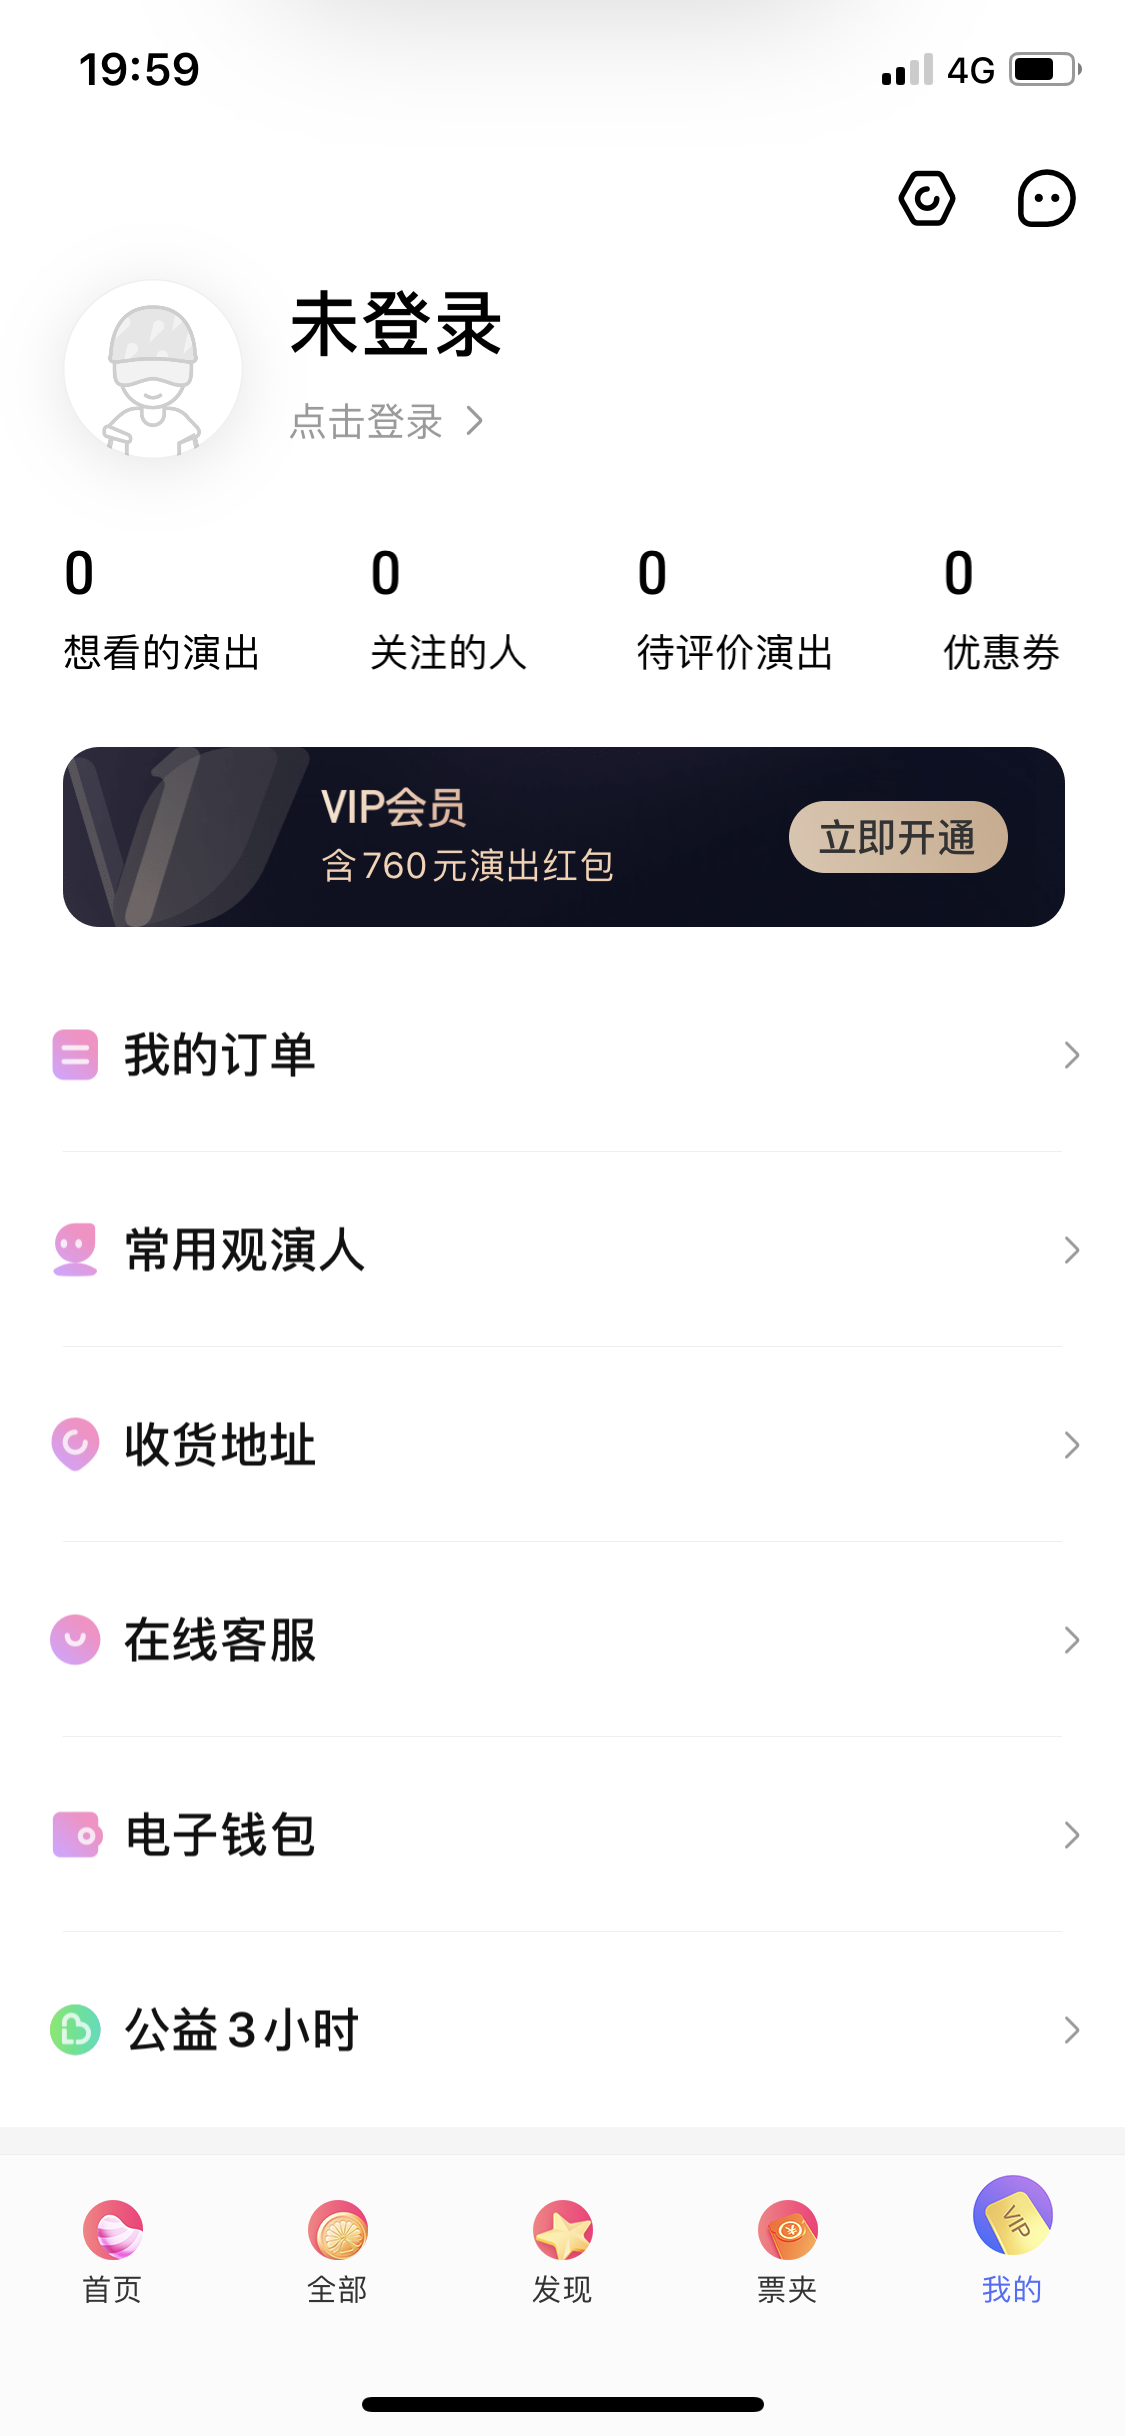 19:59
4G
未登录
点击登录
0
0
0
0
想看的演出
关注的人
待评价演出
优惠券
VIP会员
含760元演出红包
立即开通
我的订单
常用观演人
收货地址
在线客服
电子钱包
公益3小时
VIP
首页
全部
发现
票夹
我的